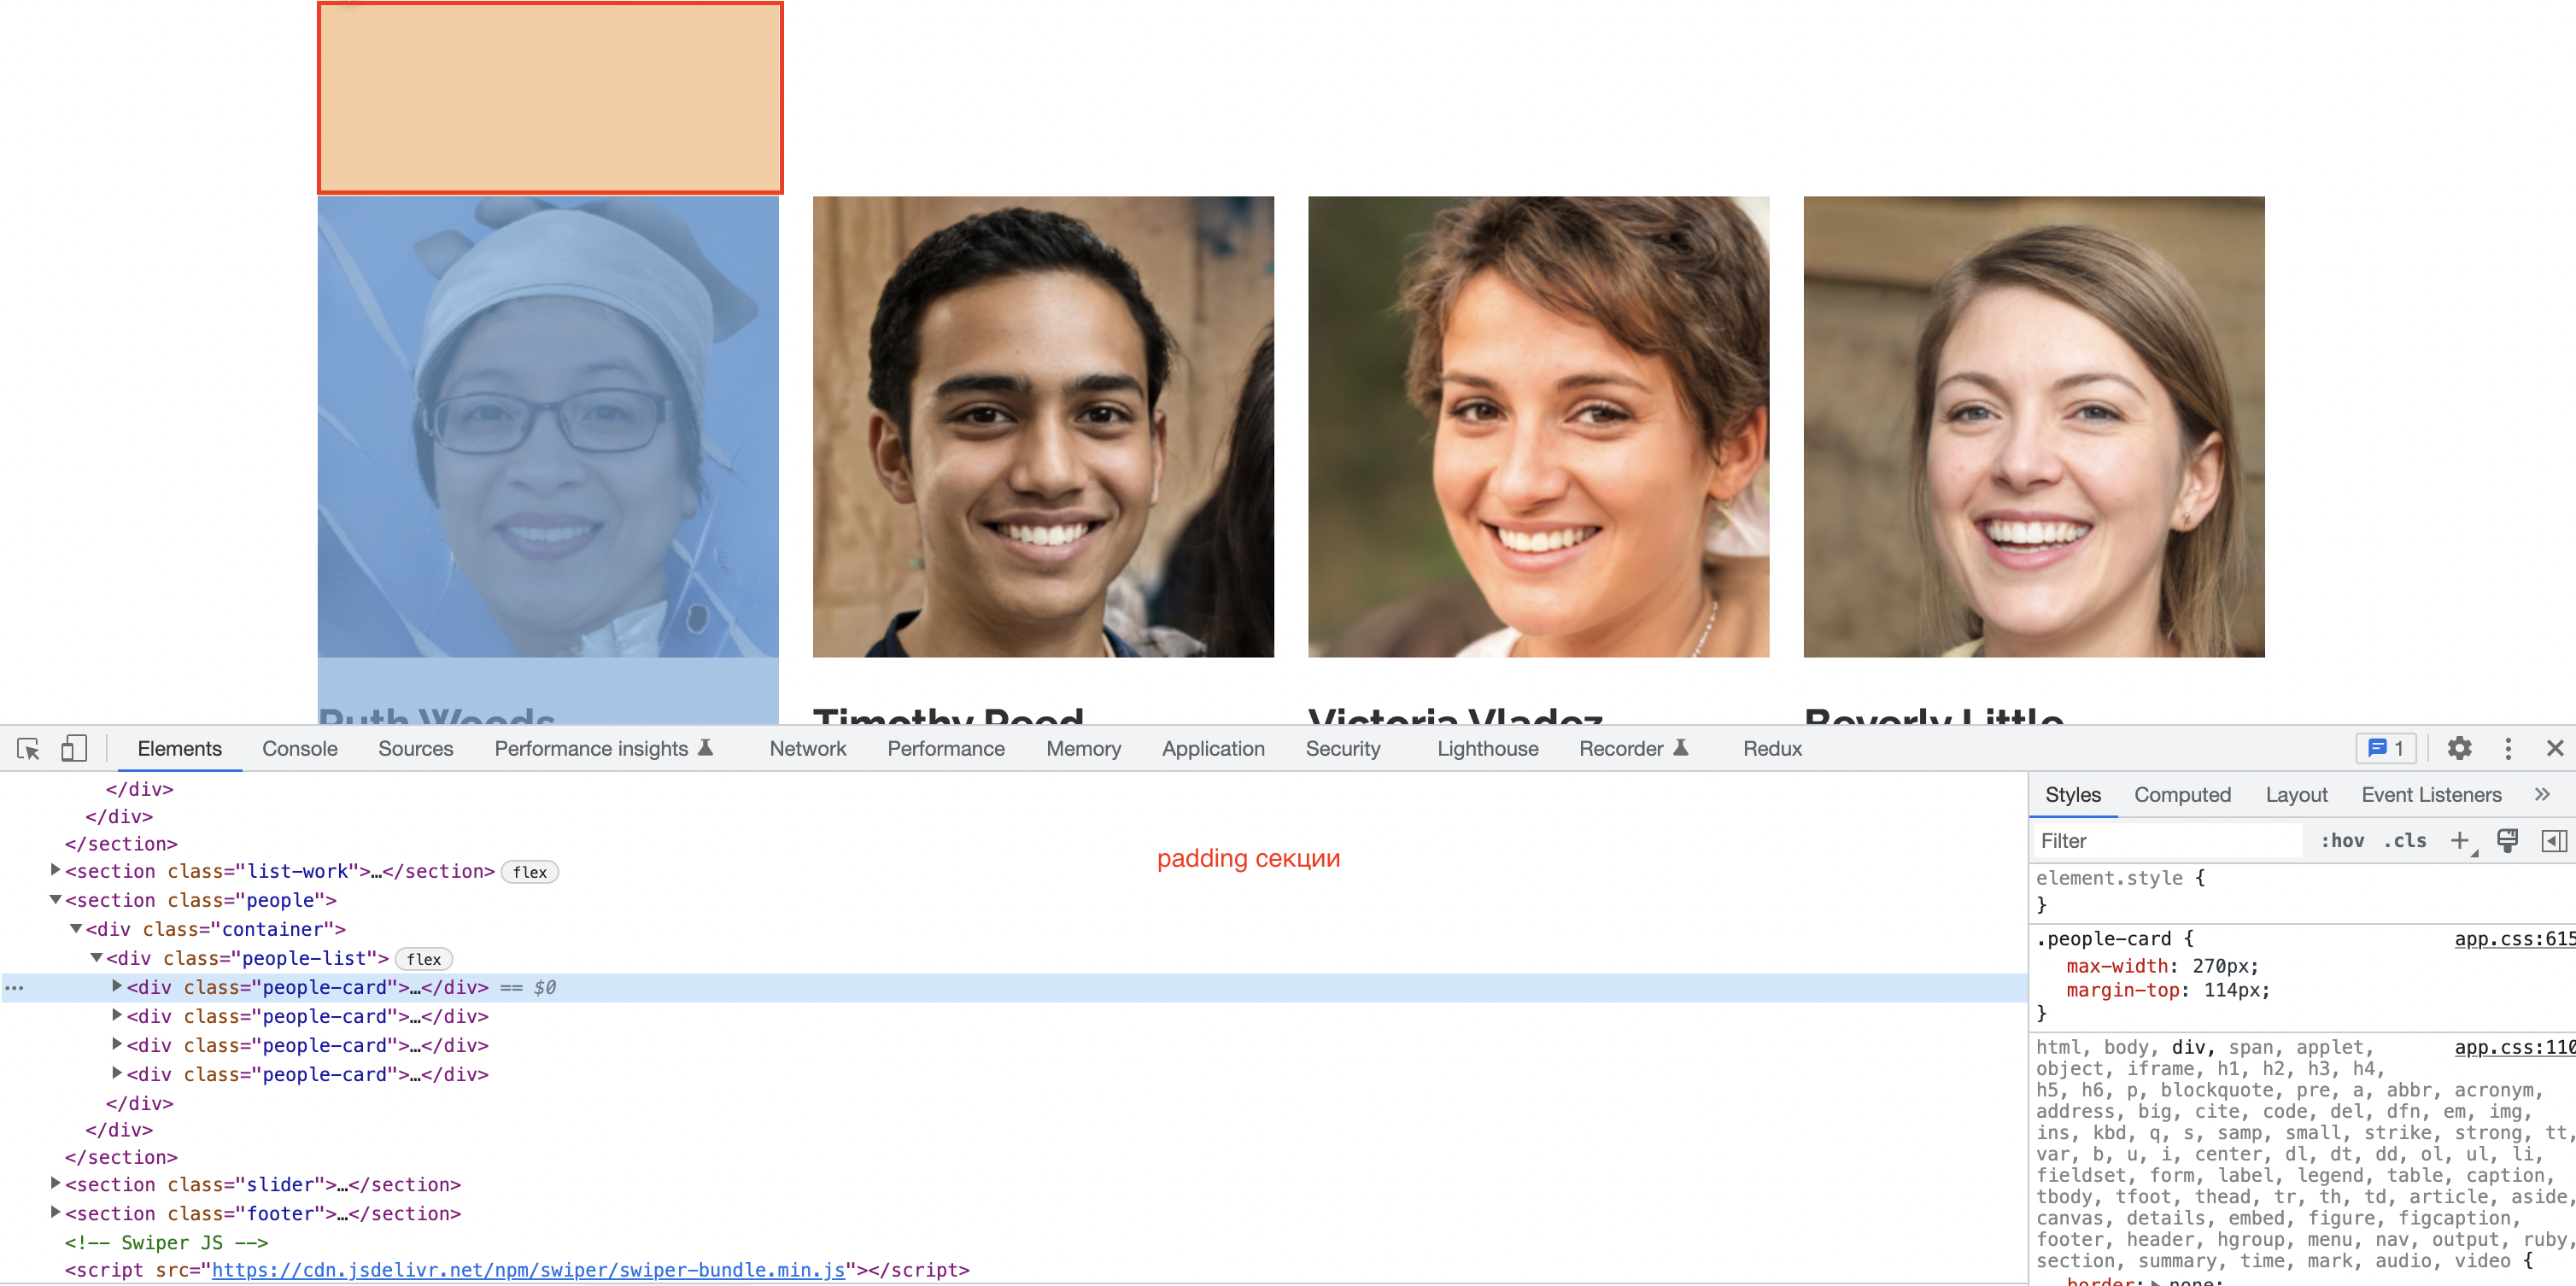 Ruth Woods
Timothy Reed
Victoria Vladez
Beverly Little
Elements Console Sources Performance insights Network Performance Memory Application Security Lighthouse Recorder Redux 1
</div>
</div>
</section>
<section class="list-work">…</section> flex
<section class="people">
<div class="container">
<div class="people-list"> flex
… <div class="people-card">…</div> == $0
<div class="people-card">…</div>
<div class="people-card">…</div>
<div class="people-card">…</div>
</div>
</div>
</section>
<section class="slider">…</section>
<section class="footer">…</section>
<!-- Swiper JS -->
<script src="https://cdn.jsdelivr.net/npm/swiper/swiper-bundle.min.js"></script>
padding секции
Styles Computed Layout Event Listeners »
Filter :hov .cls +
element.style {
}
.people-card { app.css:615
max-width: 270px;
margin-top: 114px;
}
html, body, div, span, applet, app.css:110
object, iframe, h1, h2, h3, h4,
h5, h6, p, blockquote, pre, a, abbr, acronym,
address, big, cite, code, del, dfn, em, img,
ins, kbd, q, s, samp, small, strike, strong, tt,
var, b, u, i, center, dl, dt, dd, ol, ul, li,
fieldset, form, label, legend, table, caption,
tbody, tfoot, thead, tr, th, td, article, aside,
canvas, details, embed, figure, figcaption,
footer, header, hgroup, menu, nav, output, ruby,
section, summary, time, mark, audio, video {
border: none;